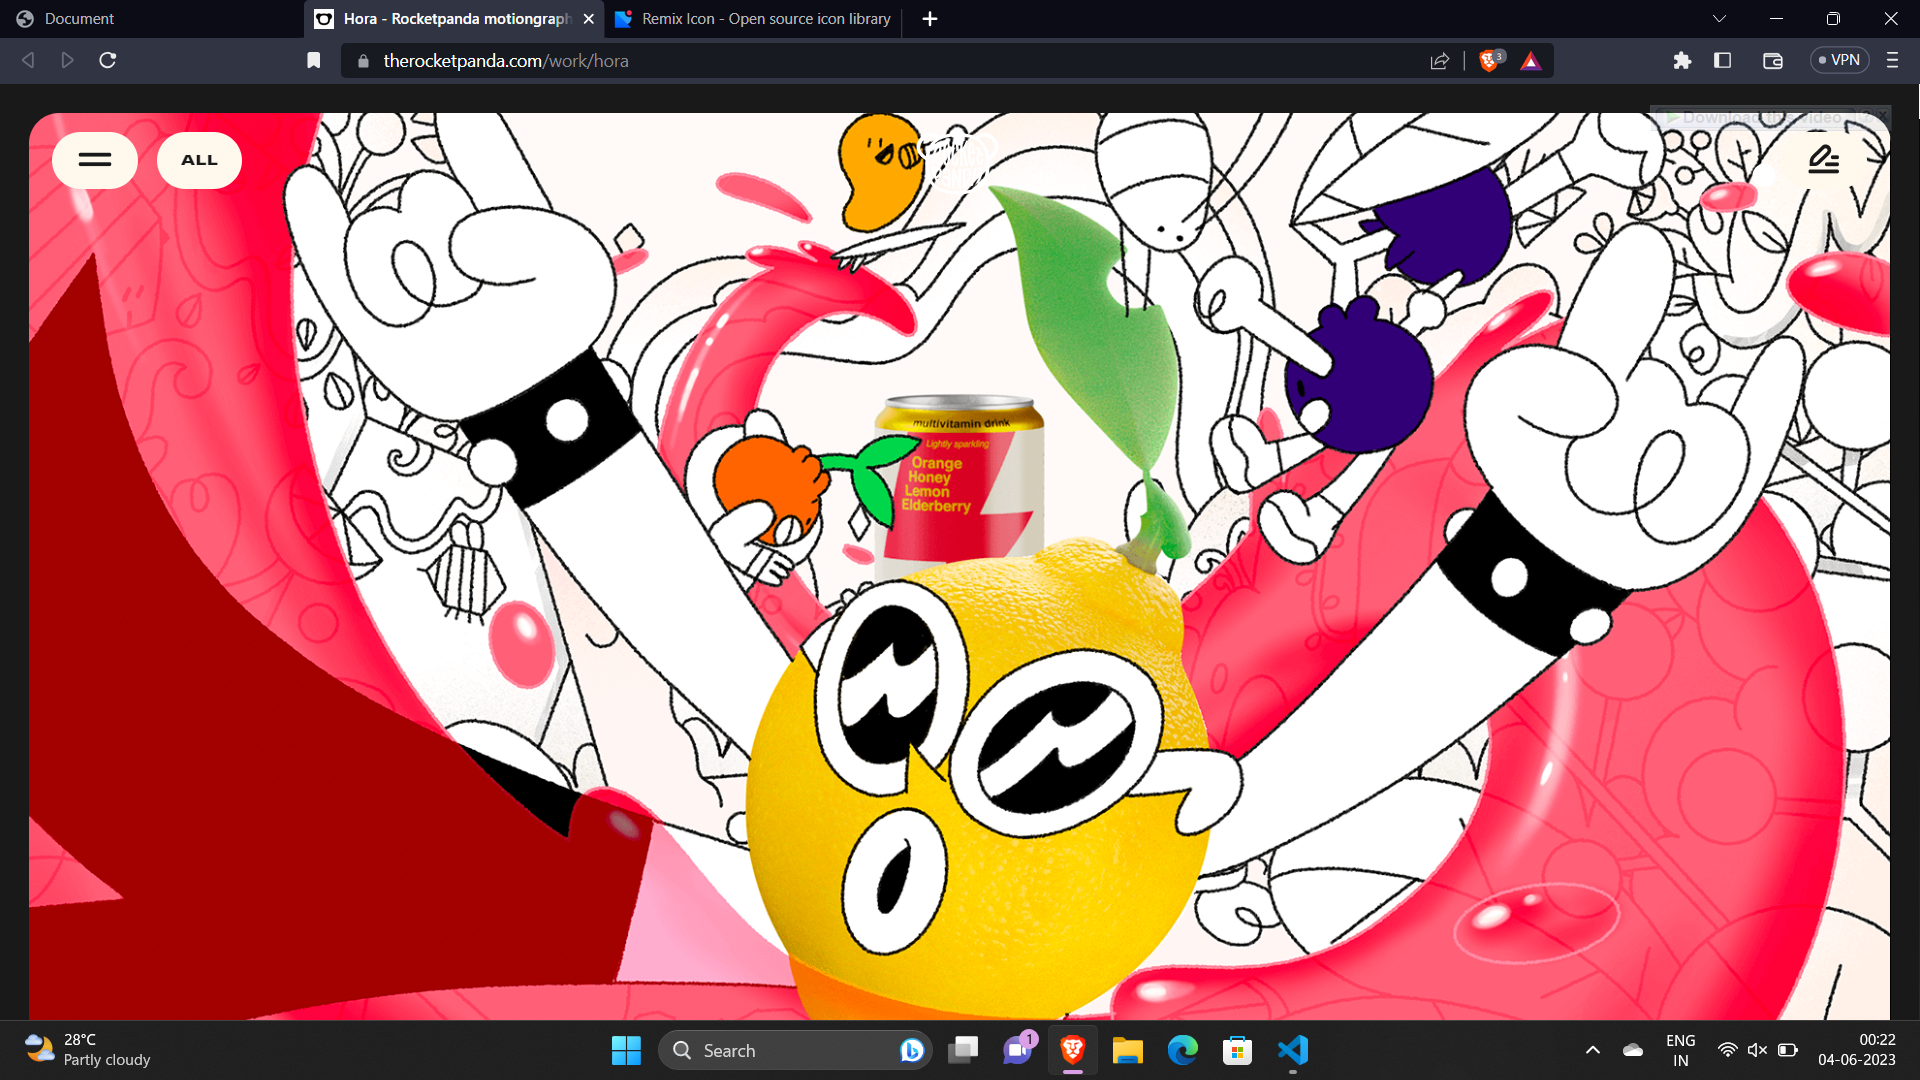 Document
Hora - Rocketpanda motiongraph
Remix Icon - Open source icon library
therocketpanda.com/work/hora
3
VPN
Download this video
ALL
multivitamin drink
Lightly sparkling
Orange
Honey
Lemon
Elderberry
28°C
Partly cloudy
Search
1
ENG
IN
00:22
04-06-2023